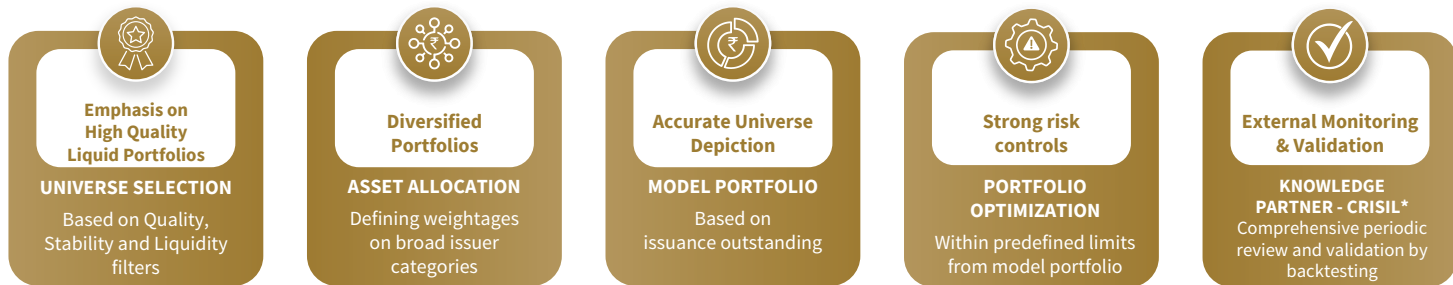 Emphasis on
High Quality
Liquid Portfolios
UNIVERSE SELECTION
Based on Quality,
Stability and Liquidity
filters
₹
Diversified
Portfolios
ASSET ALLOCATION
Defining weightages
on broad issuer
categories
₹
Accurate Universe
Depiction
MODEL PORTFOLIO
Based on
issuance outstanding
Strong risk
controls
PORTFOLIO
OPTIMIZATION
Within predefined limits
from model portfolio
External Monitoring
& Validation
KNOWLEDGE
PARTNER - CRISIL*
Comprehensive periodic
review and validation by
backtesting